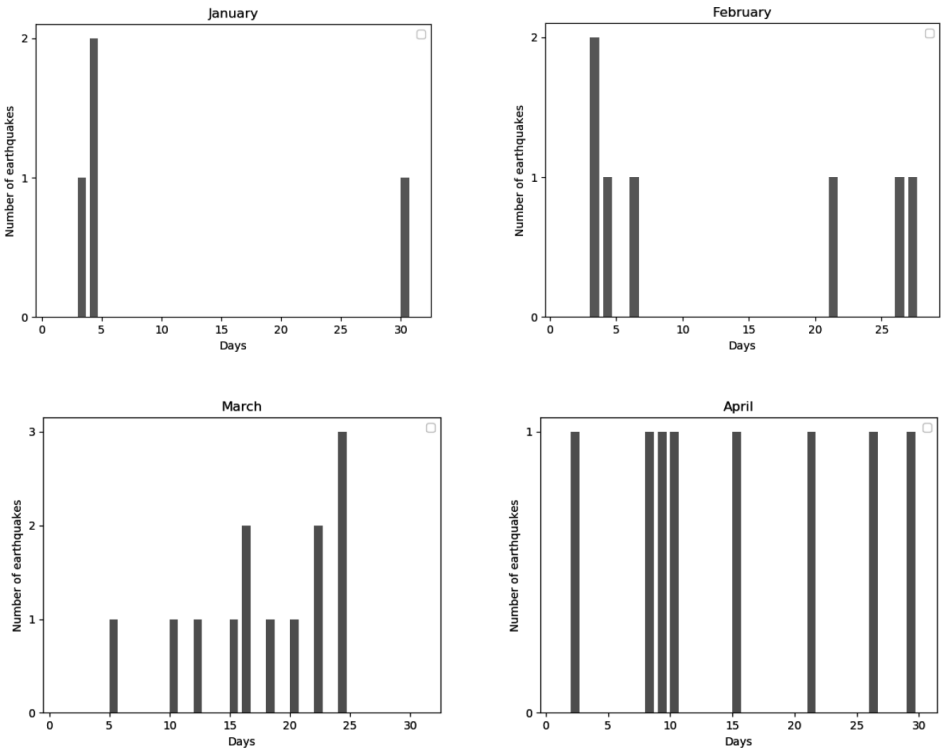 January
2
1
0
Number of earthquakes
0 5 10 15 20 25 30
Days
February
2
1
0
Number of earthquakes
0 5 10 15 20 25
Days
March
3
2
1
0
Number of earthquakes
0 5 10 15 20 25 30
Days
April
1
0
Number of earthquakes
0 5 10 15 20 25 30
Days